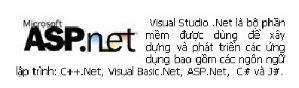 Microsoft
ASP.net
Visual Studio .Net là bộ phần
mềm được dùng để xây
dựng và phát triển các ứng
dụng bao gồm các ngôn ngữ
lập trình: C++.Net, Visual Basic.Net, ASP.Net, C# và J#.